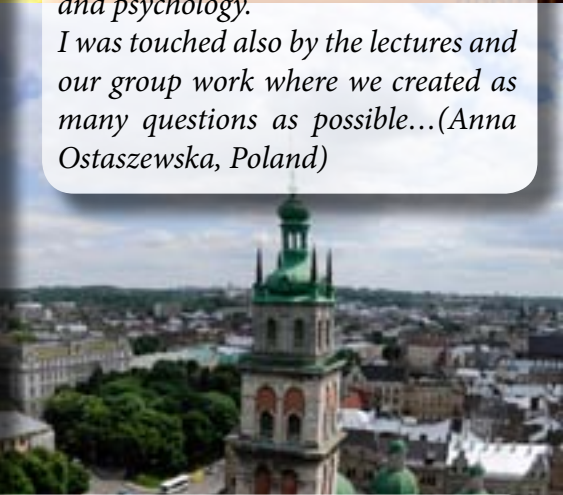 and psychology.
I was touched also by the lectures and
our group work where we created as
many questions as possible…(Anna
Ostaszewska, Poland)